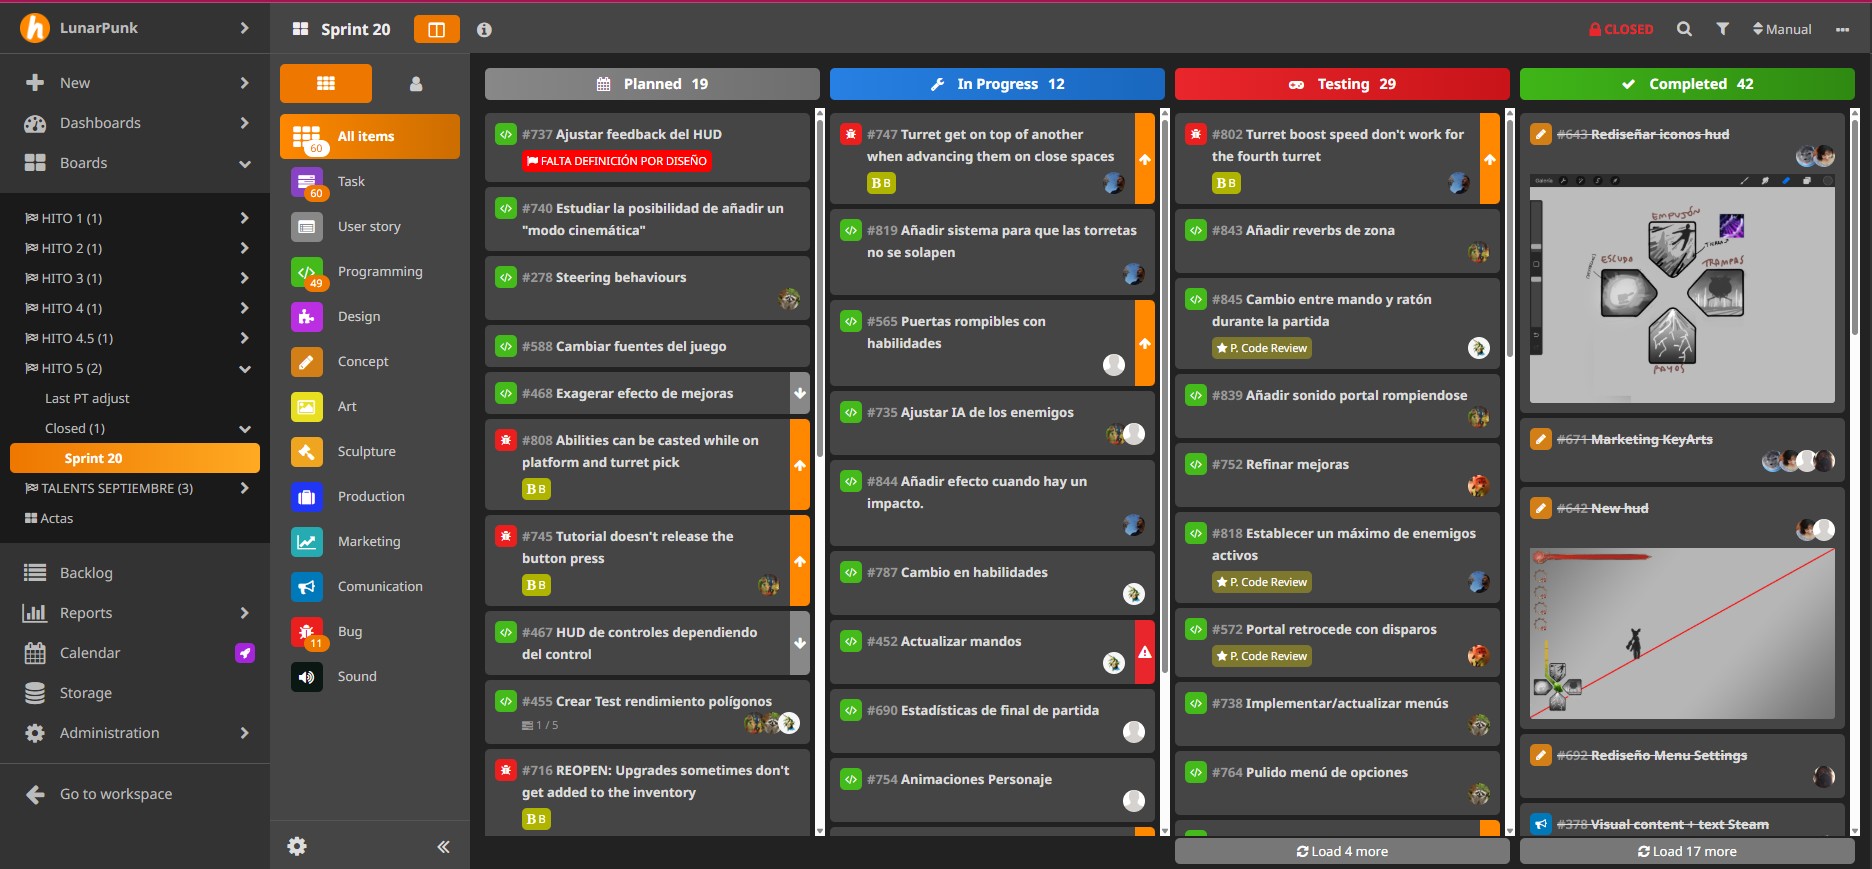 LunarPunk
New
Dashboards
Boards
HITO 1 (1)
HITO 2 (1)
HITO 3 (1)
HITO 4 (1)
HITO 4.5 (1)
HITO 5 (2)
Last PT adjust
Closed (1)
Sprint 20
TALENTS SEPTIEMBRE (3)
Actas
Backlog
Reports
Calendar
Storage
Administration
Go to workspace
Sprint 20
CLOSED
Manual
All items
60
Task
60
User story
Programming
49
Design
Concept
Art
Sculpture
Production
Marketing
Comunication
Bug
11
Sound
Planned 19
#737 Ajustar feedback del HUD
FALTA DEFINICIÓN POR DISEÑO
#740 Estudiar la posibilidad de añadir un
"modo cinemática"
#278 Steering behaviours
#588 Cambiar fuentes del juego
#468 Exagerar efecto de mejoras
#808 Abilities can be casted while on
platform and turret pick
B B
#745 Tutorial doesn't release the
button press
B B
#467 HUD de controles dependiendo
del control
#455 Crear Test rendimiento polígonos
1 / 5
#716 REOPEN: Upgrades sometimes don't
get added to the inventory
B B
In Progress 12
#747 Turret get on top of another
when advancing them on close spaces
B B
#819 Añadir sistema para que las torretas
no se solapen
#565 Puertas rompibles con
habilidades
#735 Ajustar IA de los enemigos
#844 Añadir efecto cuando hay un
impacto.
#787 Cambio en habilidades
#452 Actualizar mandos
#690 Estadísticas de final de partida
#754 Animaciones Personaje
Testing 29
#802 Turret boost speed don't work for
the fourth turret
B B
#843 Añadir reverbs de zona
#845 Cambio entre mando y ratón
durante la partida
P. Code Review
#839 Añadir sonido portal rompiendose
#752 Refinar mejoras
#818 Establecer un máximo de enemigos
activos
P. Code Review
#572 Portal retrocede con disparos
P. Code Review
#738 Implementar/actualizar menús
#764 Pulido menú de opciones
Load 4 more
Completed 42
#643 Rediseñar iconos hud
EMPUJÓN
ESCUDO
TRAMPAS
RAYOS
#671 Marketing KeyArts
#642 New hud
#692 Rediseño Menu Settings
#378 Visual content + text Steam
Load 17 more